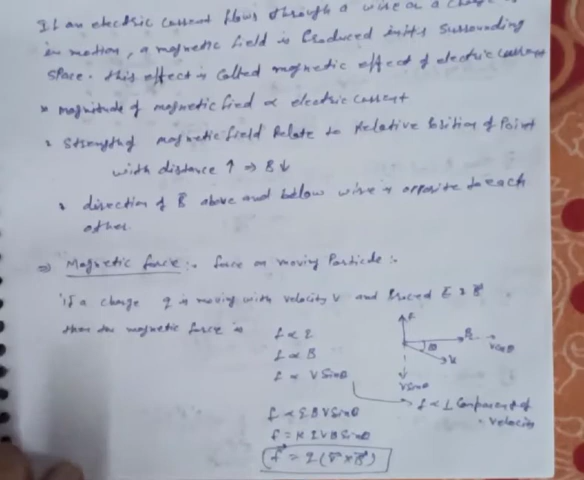 If an electric current flows through a wire or a charge is
in motion, a magnetic field is Produced in its surrounding
space. This effect is called magnetic effect of electric current
* magnitude of magnetic fied ∝ electric current
* strength of magnetic field Relate to Relative Position of Point
with distance ↑ ⇒ B↓
* direction of B above and below wire is opposite to each
other.
⇒ Magnetic force :- force on moving Particle :-
If a charge q is moving with velocity v and
then the magnetic force is
f ∝ q
f ∝ B
f ∝ V sinθ
f ∝ q B V sinθ
f = K q V B sinθ
f = q (v × B)
F
B
V cosθ
θ
v
V sinθ
f ∝ ⊥ Component of
velocity